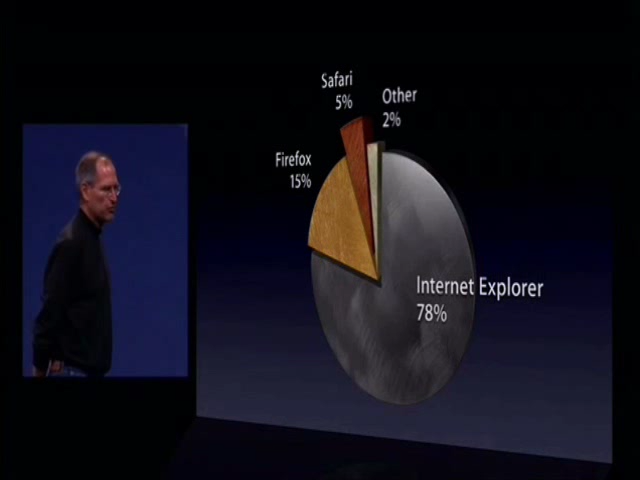 Safari
5%
Other
2%
Firefox
15%
Internet Explorer
78%